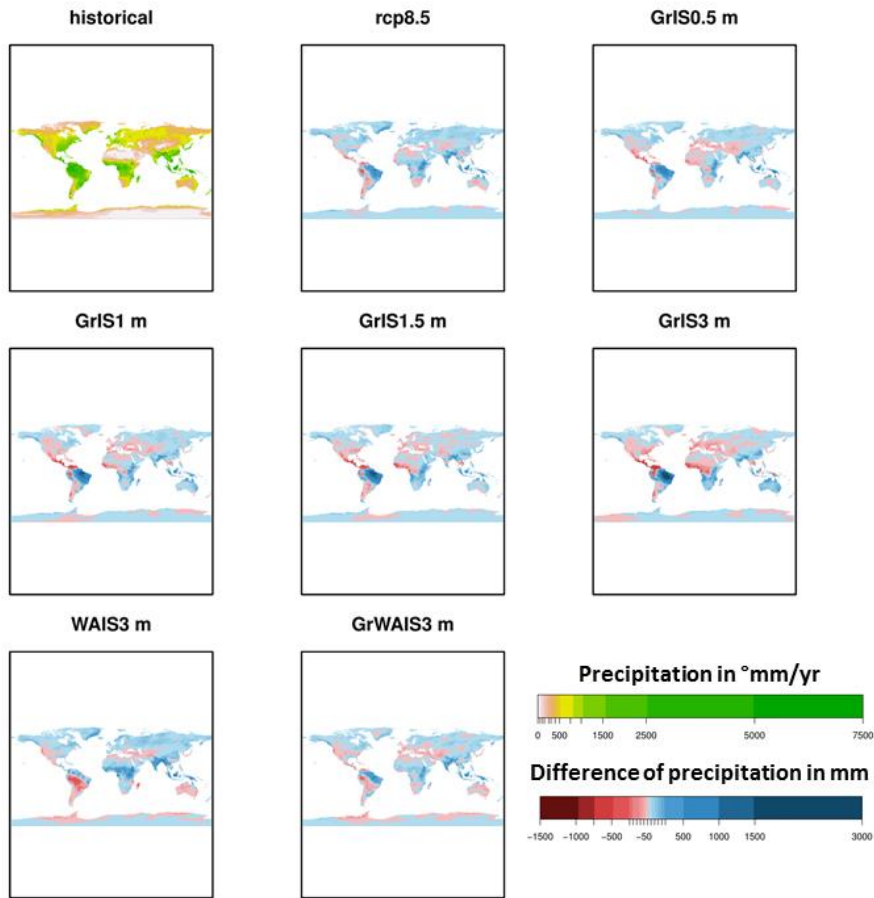 historical
rcp8.5
GrIS0.5 m
GrIS1 m
GrIS1.5 m
GrIS3 m
WAIS3 m
GrWAIS3 m
Precipitation in °mm/yr
0 500 1500 2500 5000 7500
Difference of precipitation in mm
−1500 −1000 −500 −50 500 1000 1500 3000